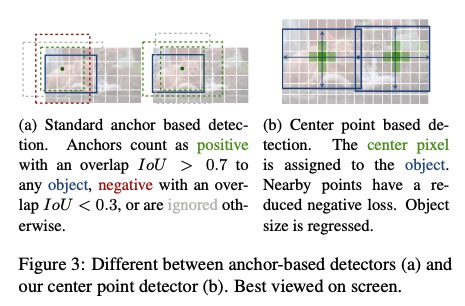 (a) Standard anchor based detec-
tion. Anchors count as positive
with an overlap IoU > 0.7 to
any object, negative with an over-
lap IoU < 0.3, or are ignored oth-
erwise.
(b) Center point based de-
tection. The center pixel
is assigned to the object.
Nearby points have a re-
duced negative loss. Object
size is regressed.
Figure 3: Different between anchor-based detectors (a) and
our center point detector (b). Best viewed on screen.